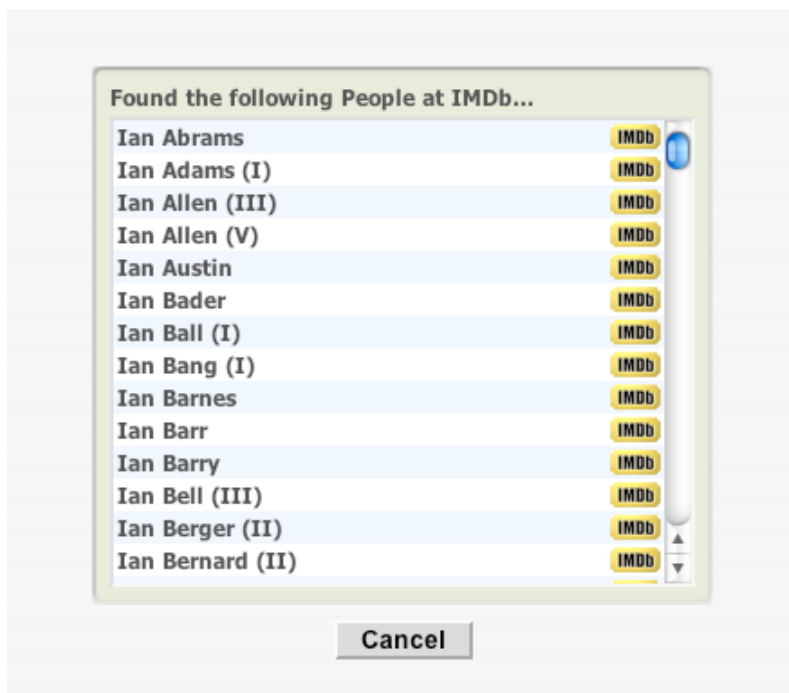 Found the following People at IMDb...
Ian Abrams IMDb
Ian Adams (I) IMDb
Ian Allen (III) IMDb
Ian Allen (V) IMDb
Ian Austin IMDb
Ian Bader IMDb
Ian Ball (I) IMDb
Ian Bang (I) IMDb
Ian Barnes IMDb
Ian Barr IMDb
Ian Barry IMDb
Ian Bell (III) IMDb
Ian Berger (II) IMDb
Ian Bernard (II) IMDb
Cancel